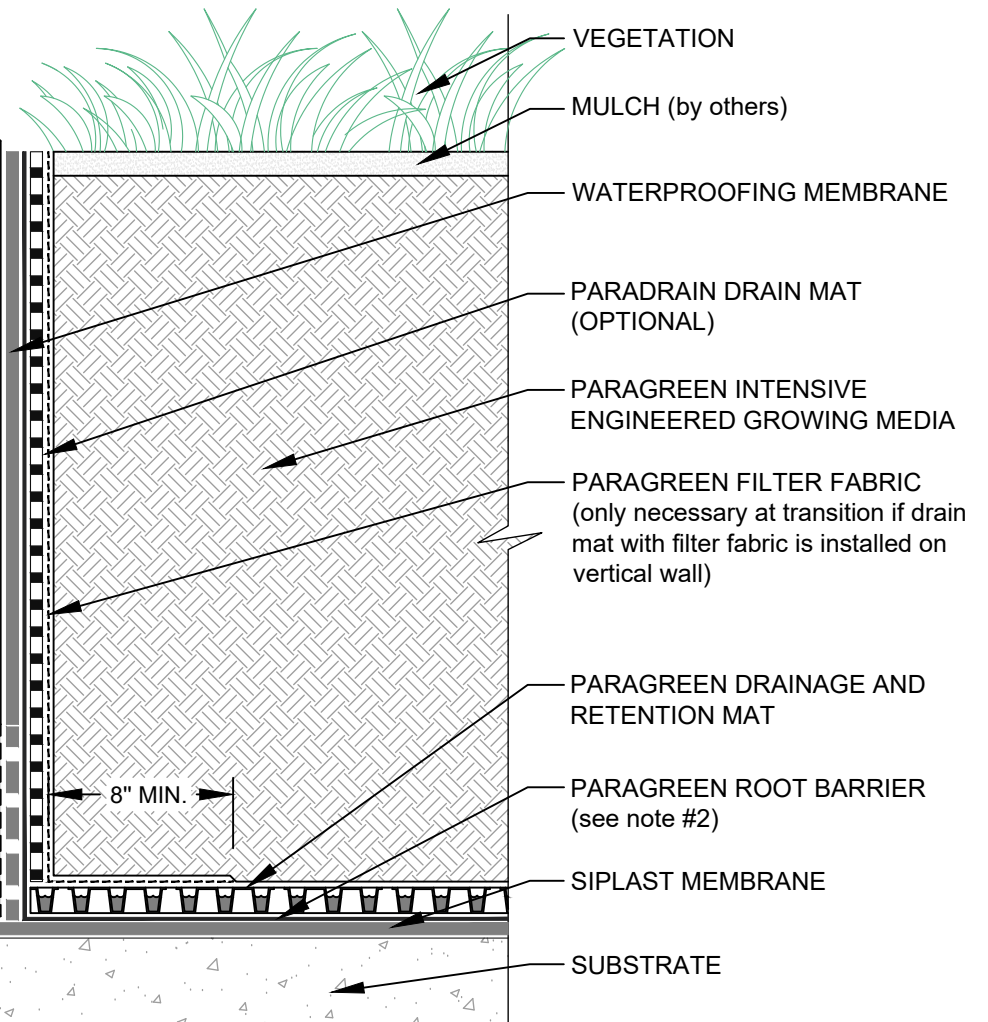 VEGETATION
MULCH (by others)
WATERPROOFING MEMBRANE
PARADRAIN DRAIN MAT
(OPTIONAL)
PARAGREEN INTENSIVE
ENGINEERED GROWING MEDIA
PARAGREEN FILTER FABRIC
(only necessary at transition if drain
mat with filter fabric is installed on
vertical wall)
PARAGREEN DRAINAGE AND
RETENTION MAT
8" MIN.
PARAGREEN ROOT BARRIER
(see note #2)
SIPLAST MEMBRANE
SUBSTRATE